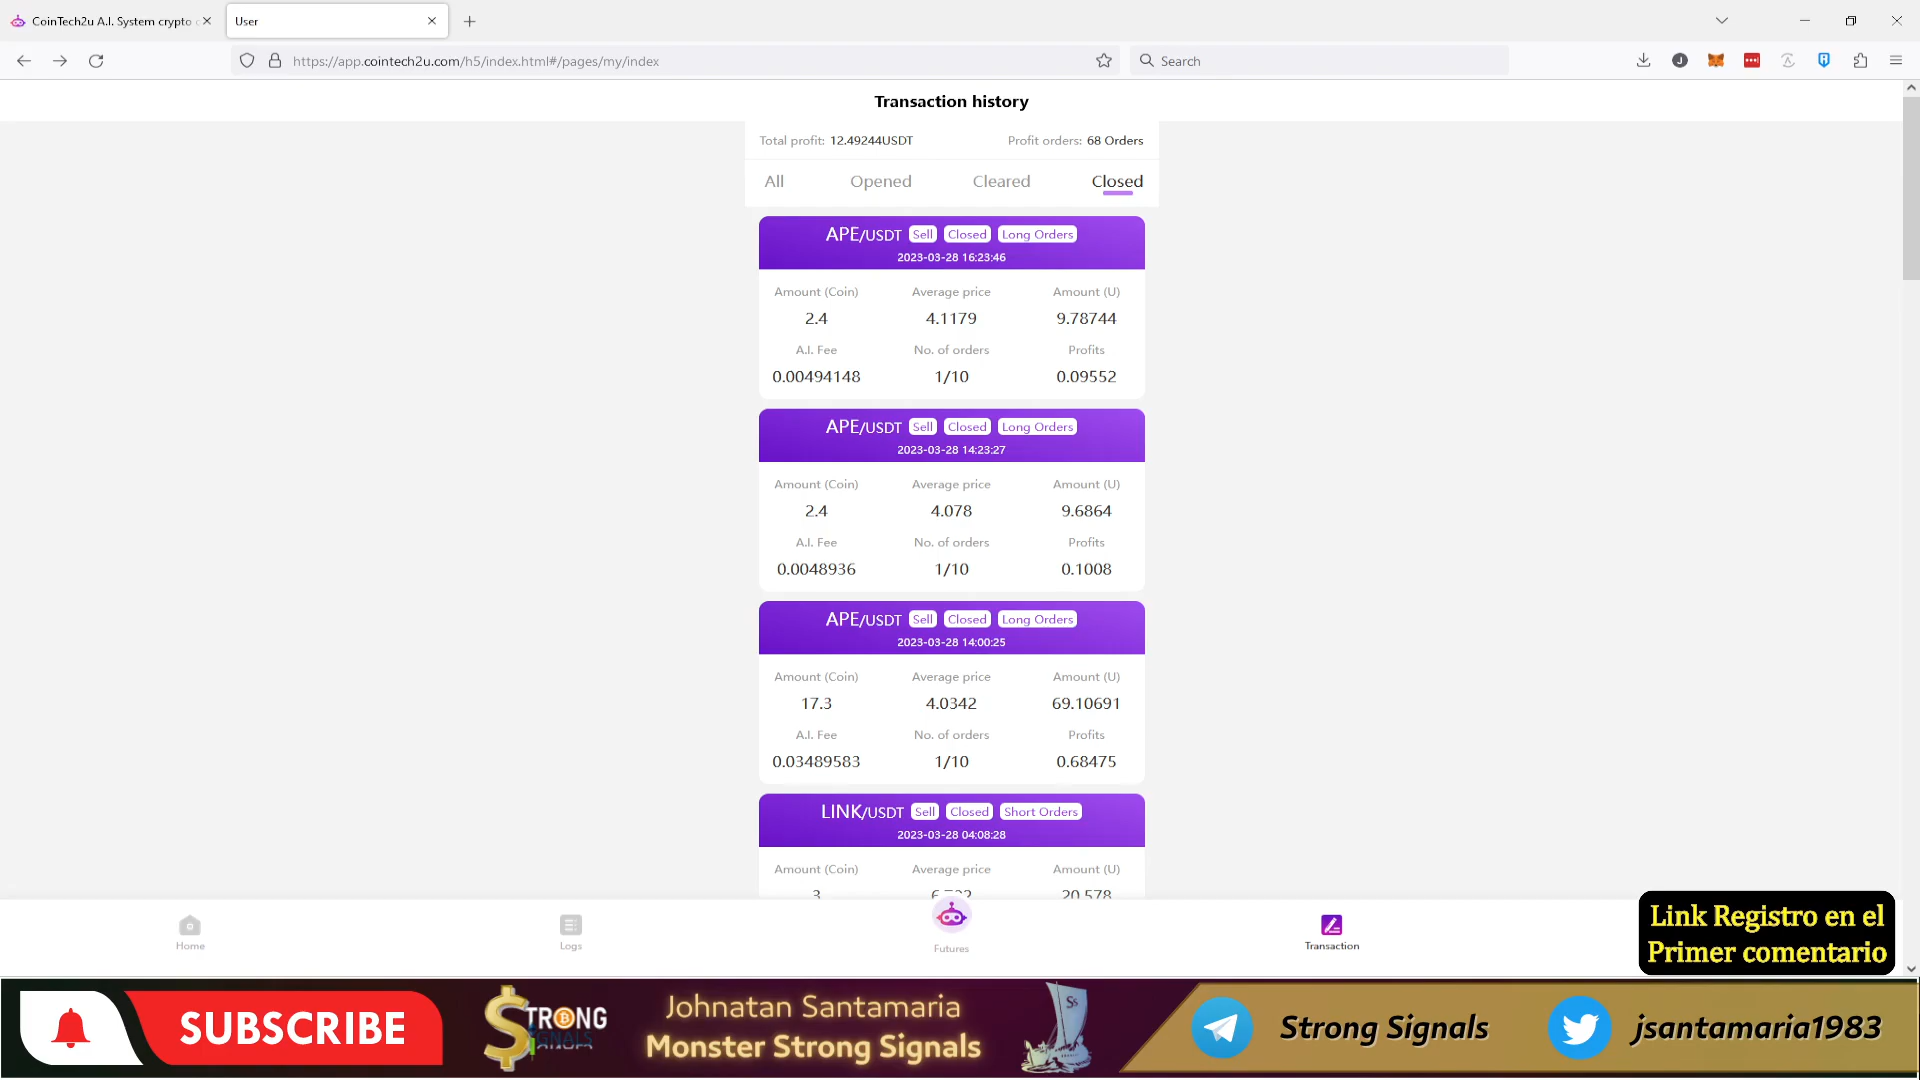 CoinTech2u A.I. System crypto
User
https://app.cointech2u.com/h5/index.html#/pages/my/index
Search
Transaction history
Total profit: 12.49244USDT
Profit orders: 68 Orders
All
Opened
Cleared
Closed
APE/USDT Sell Closed Long Orders
2023-03-28 16:23:46
Amount (Coin) Average price Amount (U)
2.4 4.1179 9.78744
A.I. Fee No. of orders Profits
0.00494148 1/10 0.09552
APE/USDT Sell Closed Long Orders
2023-03-28 14:23:27
Amount (Coin) Average price Amount (U)
2.4 4.078 9.6864
A.I. Fee No. of orders Profits
0.0048936 1/10 0.1008
APE/USDT Sell Closed Long Orders
2023-03-28 14:00:25
Amount (Coin) Average price Amount (U)
17.3 4.0342 69.10691
A.I. Fee No. of orders Profits
0.03489583 1/10 0.68475
LINK/USDT Sell Closed Short Orders
2023-03-28 04:08:28
Amount (Coin) Average price Amount (U)
3 20.578
Home
Logs
Futures
Transaction
Link Registro en el
Primer comentario
SUBSCRIBE
STRONG
SIGNALS
Johnatan Santamaria
Monster Strong Signals
Ss
Strong Signals
jsantamaria1983